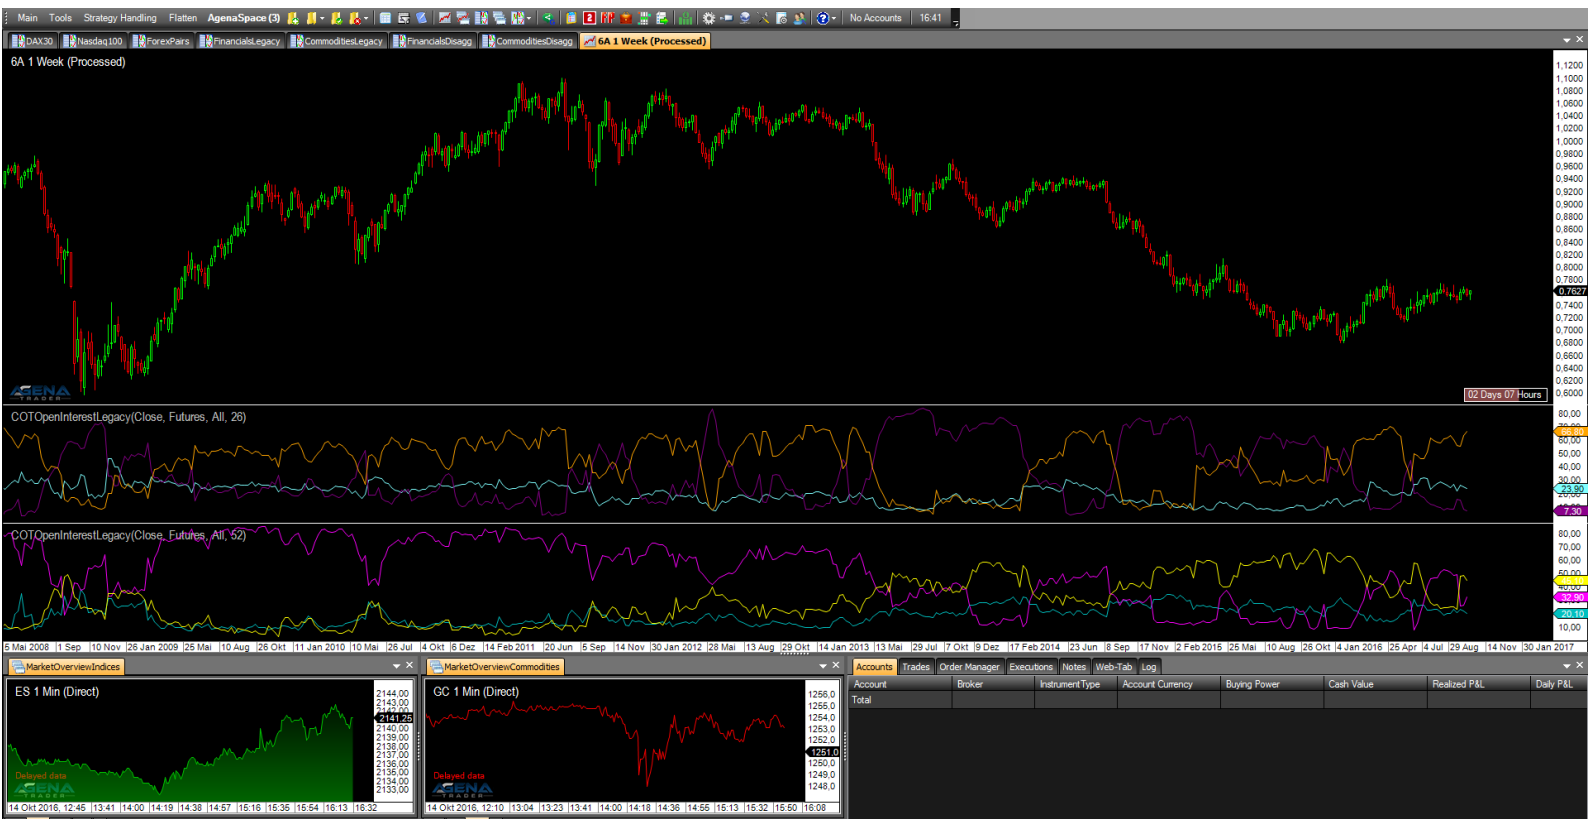 Main Tools Strategy Handling Flatten AgenaSpace (3) No Accounts 16:41
DAX30 Nasdaq100 ForexPairs FinancialsLegacy CommoditiesLegacy FinancialsDisagg CommoditiesDisagg 6A 1 Week (Processed)
6A 1 Week (Processed)
1,1200
1,1000
1,0800
1,0600
1,0400
1,0200
1,0000
0,9800
0,9600
0,9400
0,9200
0,9000
0,8800
0,8600
0,8400
0,8200
0,8000
0,7800
0,7627
0,7400
0,7200
0,7000
0,6800
0,6600
0,6400
0,6200
0,6000
AGENA
TRADER
02 Days 07 Hours
COTOpenInterestLegacy(Close, Futures, All, 26)
80,00
66,80
60,00
50,00
40,00
30,00
23,90
20,00
7,30
COTOpenInterestLegacy(Close, Futures, All, 52)
80,00
70,00
60,00
50,00
40,00
32,90
20,10
10,00
5 Mai 2008 1 Sep 10 Nov 26 Jan 2009 25 Mai 10 Aug 26 Okt 11 Jan 2010 10 Mai 26 Jul 4 Okt 6 Dez 14 Feb 2011 20 Jun 5 Sep 14 Nov 30 Jan 2012 28 Mai 13 Aug 29 Okt 14 Jan 2013 13 Mai 29 Jul 7 Okt 9 Dez 17 Feb 2014 23 Jun 8 Sep 17 Nov 2 Feb 2015 25 Mai 10 Aug 26 Okt 4 Jan 2016 25 Apr 4 Jul 29 Aug 14 Nov 30 Jan 2017
MarketOverviewIndices
ES 1 Min (Direct)
2144,00
2143,00
2142,00
2141,25
2140,00
2139,00
2138,00
2137,00
2136,00
2135,00
2134,00
2133,00
Delayed data
AGENA
TRADER
14 Okt 2016, 12:45 13:41 14:00 14:19 14:38 14:57 15:16 15:35 15:54 16:13 16:32
MarketOverviewCommodities
GC 1 Min (Direct)
1256,0
1255,0
1254,0
1253,0
1252,0
1251,0
1250,0
1249,0
1248,0
Delayed data
AGENA
TRADER
14 Okt 2016, 12:10 13:04 13:23 13:41 14:00 14:18 14:36 14:55 15:13 15:32 15:50 16:08
Accounts Trades Order Manager Executions Notes Web-Tab Log
Account Broker InstrumentType Account Currency Buying Power Cash Value Realized P&L Daily P&L
Total